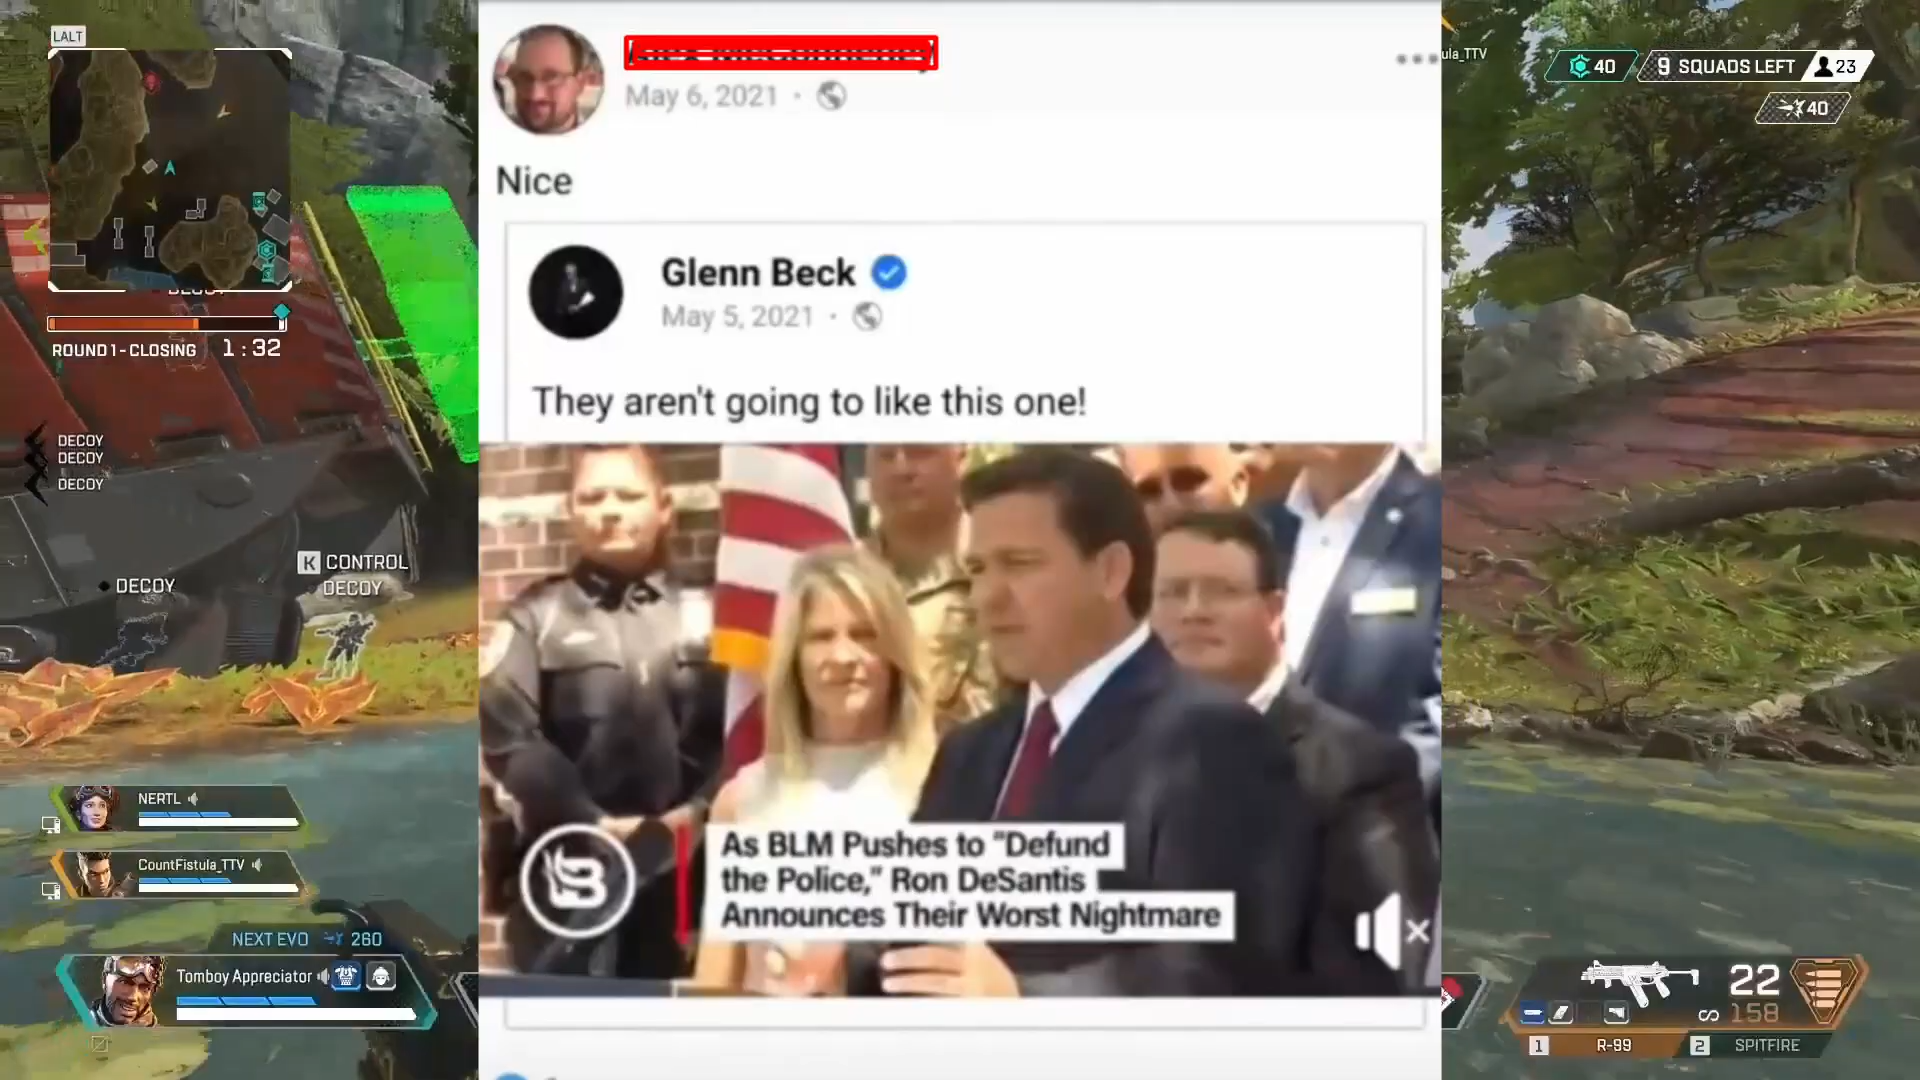 LALT
ROUND 1 - CLOSING 1:32
DECOY
DECOY
DECOY
DECOY
K CONTROL
DECOY
NERTL
CountFistula_TTV
NEXT EVO 260
Tomboy Appreciator
May 6, 2021
Nice
Glenn Beck
May 5, 2021
They aren't going to like this one!
As BLM Pushes to "Defund
the Police," Ron DeSantis
Announces Their Worst Nightmare
ula_TTV
40
9 SQUADS LEFT 23
40
22
158
1 R-99
2 SPITFIRE